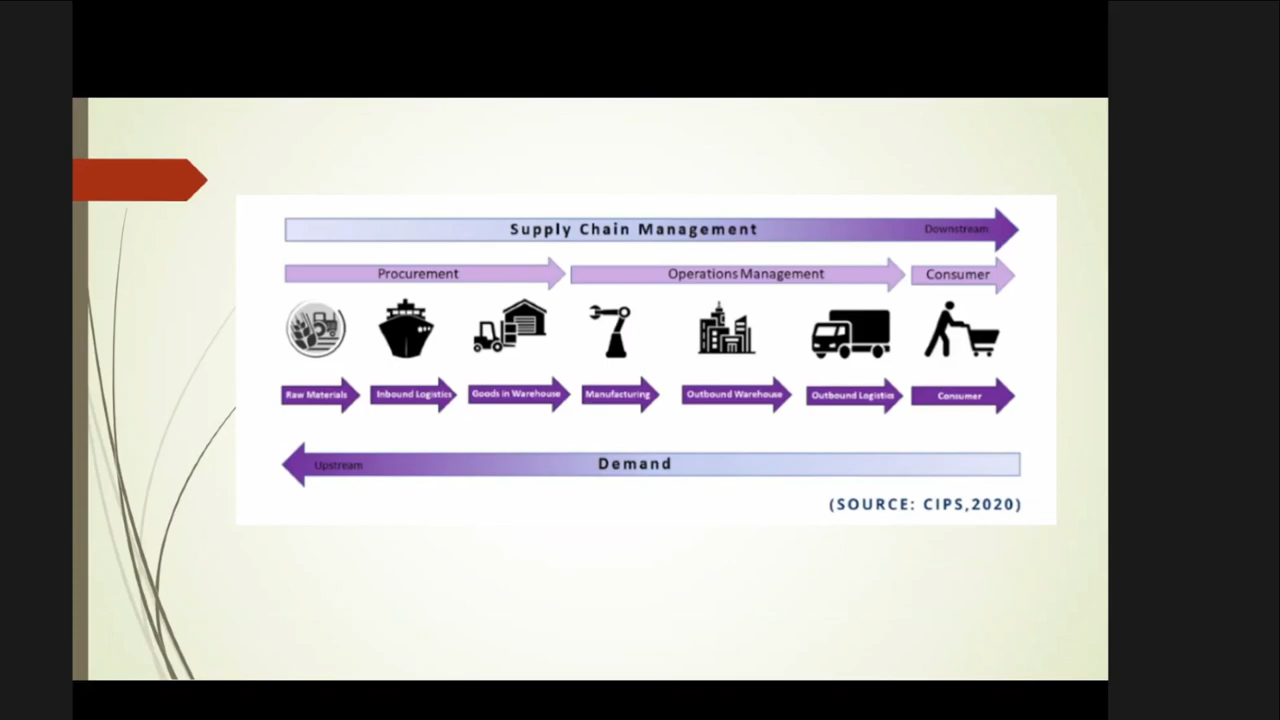 Supply Chain Management
Downstream
Procurement
Operations Management
Consumer
Raw Materials
Inbound Logistics
Goods in Warehouse
Manufacturing
Outbound Warehouse
Outbound Logistics
Consumer
Upstream
Demand
(SOURCE: CIPS,2020)